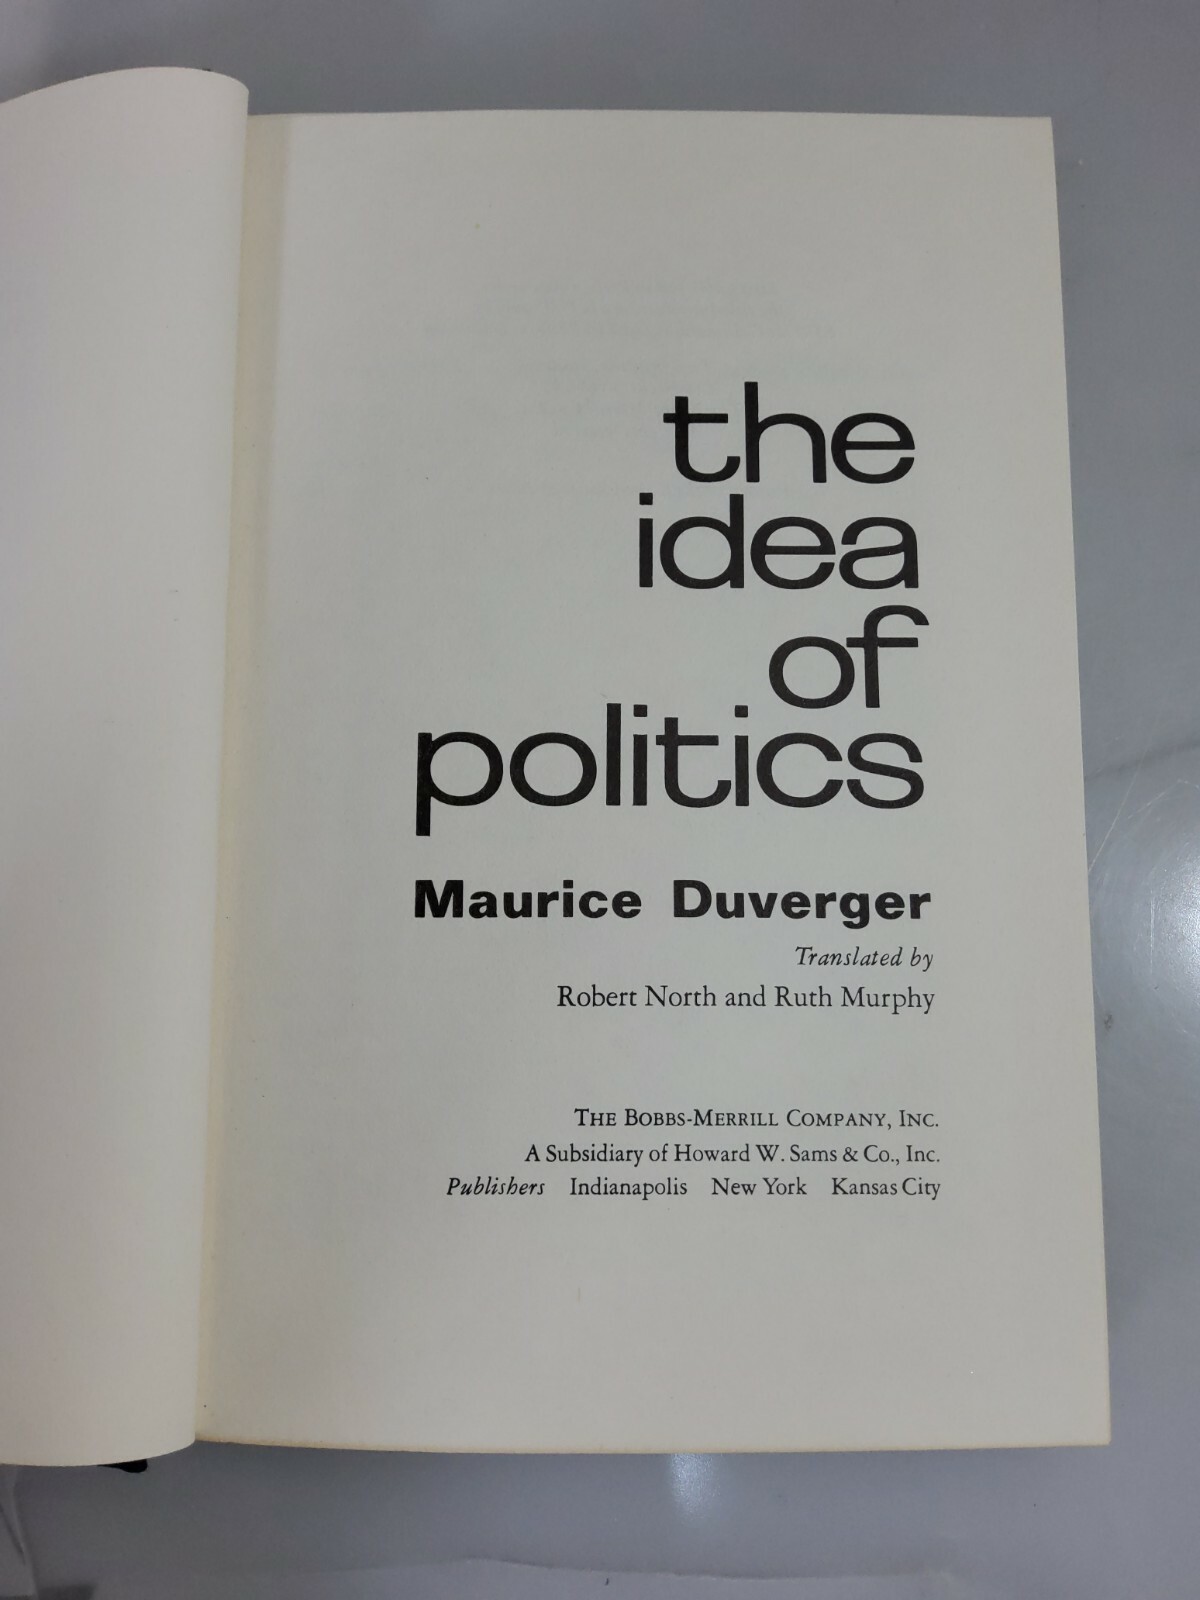 the
idea
of
politics
Maurice Duverger
Translated by
Robert North and Ruth Murphy
THE BOBBS-MERRILL COMPANY, INC.
A Subsidiary of Howard W. Sams & Co., Inc.
Publishers Indianapolis New York Kansas City